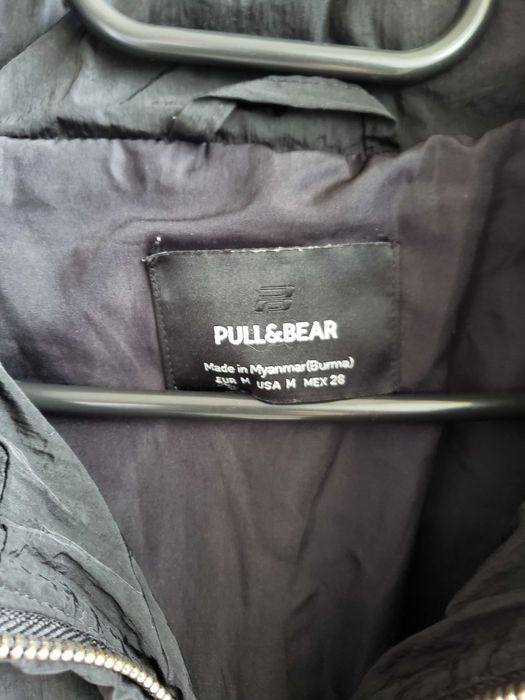 PULL&BEAR
Made in Myanmar(Burma)
EUR M USA M MEX 28